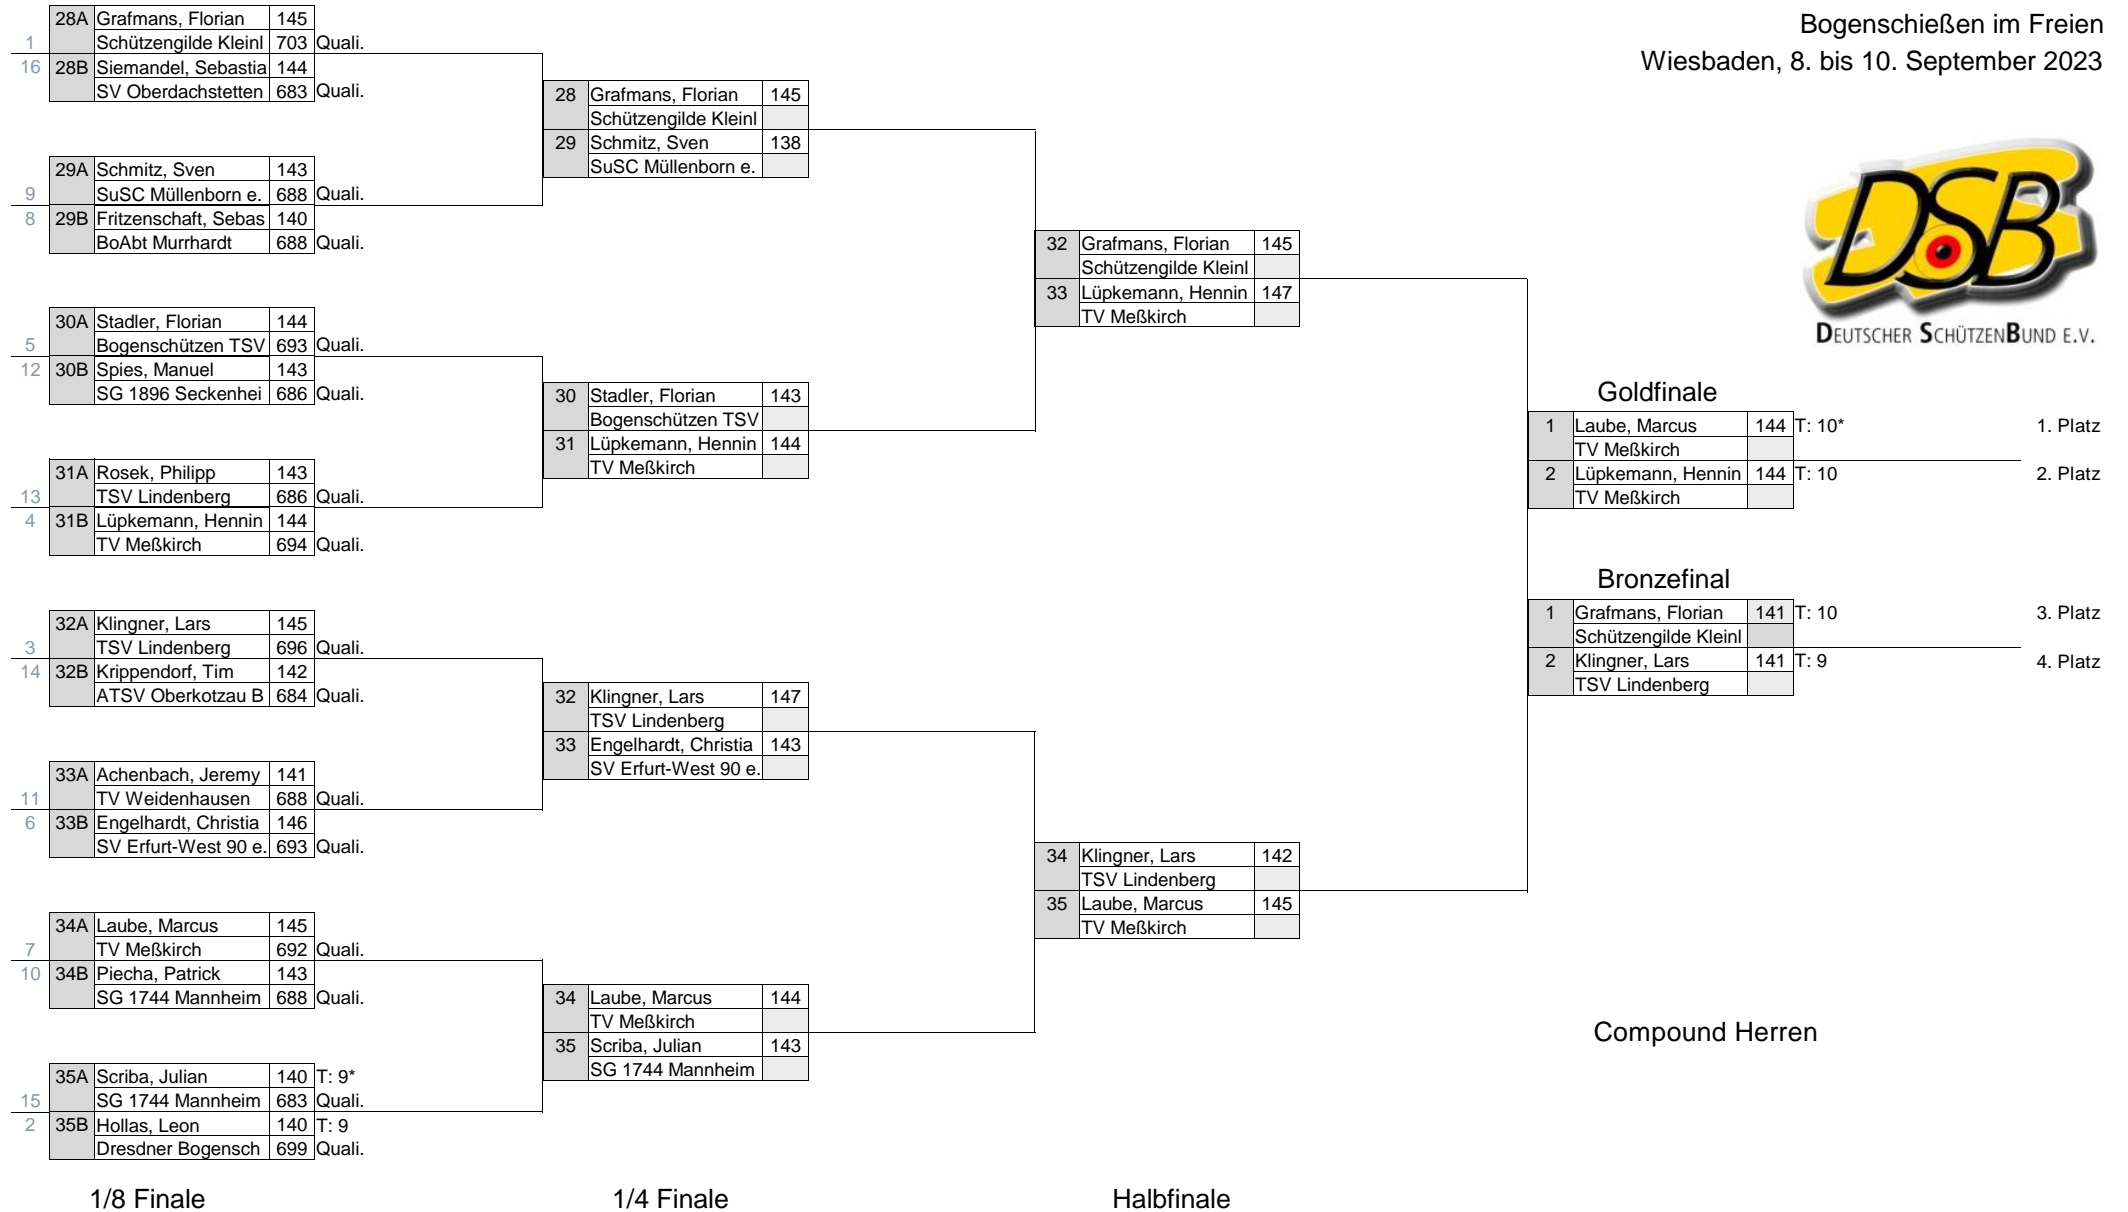 Bogenschießen im Freien
Wiesbaden, 8. bis 10. September 2023
DSB
DEUTSCHER SCHÜTZENBUND E.V.
28A Grafmans, Florian 145
1 Schützengilde Kleinl 703 Quali.
16 28B Siemandel, Sebastia 144
SV Oberdachstetten 683 Quali.
29A Schmitz, Sven 143
9 SuSC Müllenborn e. 688 Quali.
8 29B Fritzenschaft, Sebas 140
BoAbt Murrhardt 688 Quali.
30A Stadler, Florian 144
5 Bogenschützen TSV 693 Quali.
12 30B Spies, Manuel 143
SG 1896 Seckenhei 686 Quali.
31A Rosek, Philipp 143
13 TSV Lindenberg 686 Quali.
4 31B Lüpkemann, Hennin 144
TV Meßkirch 694 Quali.
32A Klingner, Lars 145
3 TSV Lindenberg 696 Quali.
14 32B Krippendorf, Tim 142
ATSV Oberkotzau B 684 Quali.
33A Achenbach, Jeremy 141
11 TV Weidenhausen 688 Quali.
6 33B Engelhardt, Christia 146
SV Erfurt-West 90 e. 693 Quali.
34A Laube, Marcus 145
7 TV Meßkirch 692 Quali.
10 34B Piecha, Patrick 143
SG 1744 Mannheim 688 Quali.
35A Scriba, Julian 140 T: 9*
15 SG 1744 Mannheim 683 Quali.
2 35B Hollas, Leon 140 T: 9
Dresdner Bogensch 699 Quali.
1/8 Finale
28 Grafmans, Florian 145
Schützengilde Kleinl
29 Schmitz, Sven 138
SuSC Müllenborn e.
30 Stadler, Florian 143
Bogenschützen TSV
31 Lüpkemann, Hennin 144
TV Meßkirch
32 Klingner, Lars 147
TSV Lindenberg
33 Engelhardt, Christia 143
SV Erfurt-West 90 e.
34 Laube, Marcus 144
TV Meßkirch
35 Scriba, Julian 143
SG 1744 Mannheim
1/4 Finale
32 Grafmans, Florian 145
Schützengilde Kleinl
33 Lüpkemann, Hennin 147
TV Meßkirch
34 Klingner, Lars 142
TSV Lindenberg
35 Laube, Marcus 145
TV Meßkirch
Halbfinale
Goldfinale
1 Laube, Marcus 144 T: 10* 1. Platz
TV Meßkirch
2 Lüpkemann, Hennin 144 T: 10 2. Platz
TV Meßkirch
Bronzefinal
1 Grafmans, Florian 141 T: 10 3. Platz
Schützengilde Kleinl
2 Klingner, Lars 141 T: 9 4. Platz
TSV Lindenberg
Compound Herren